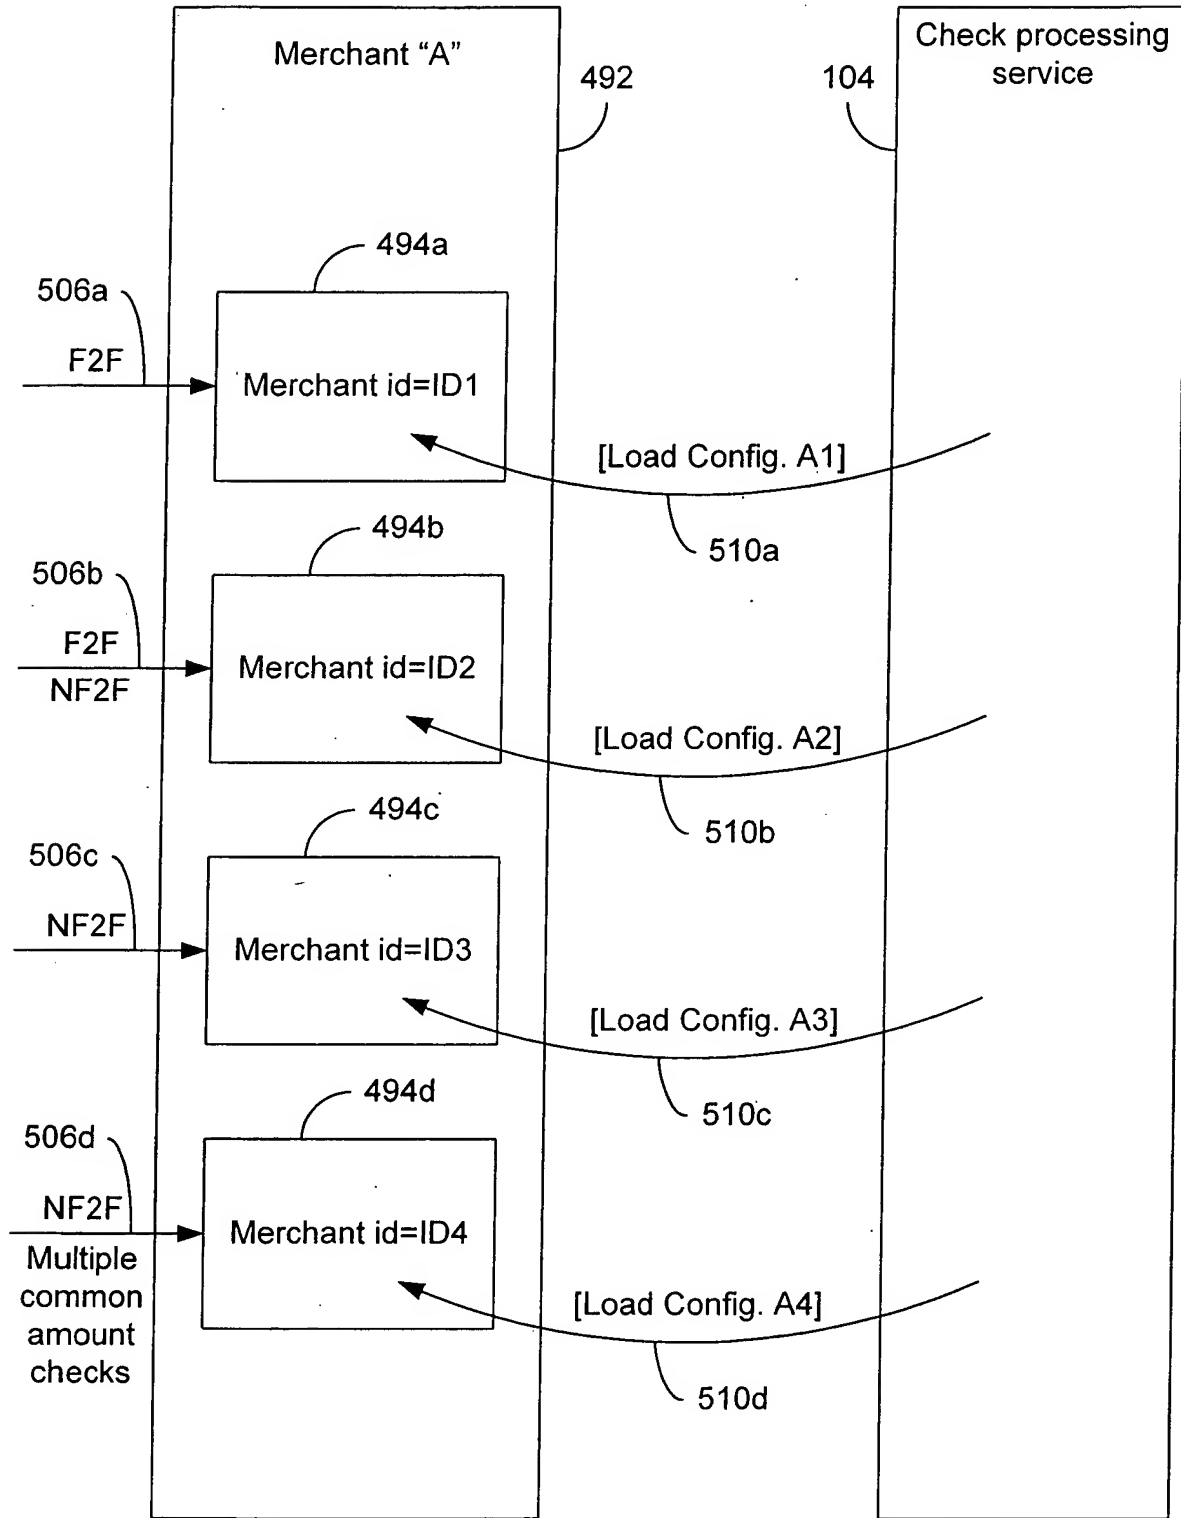 Merchant “A”
Check processing
service
492
104
494a
506a
F2F
Merchant id=ID1
[Load Config. A1]
510a
494b
506b
F2F
NF2F
Merchant id=ID2
[Load Config. A2]
510b
494c
506c
NF2F
Merchant id=ID3
[Load Config. A3]
510c
494d
506d
NF2F
Multiple
common
amount
checks
Merchant id=ID4
[Load Config. A4]
510d